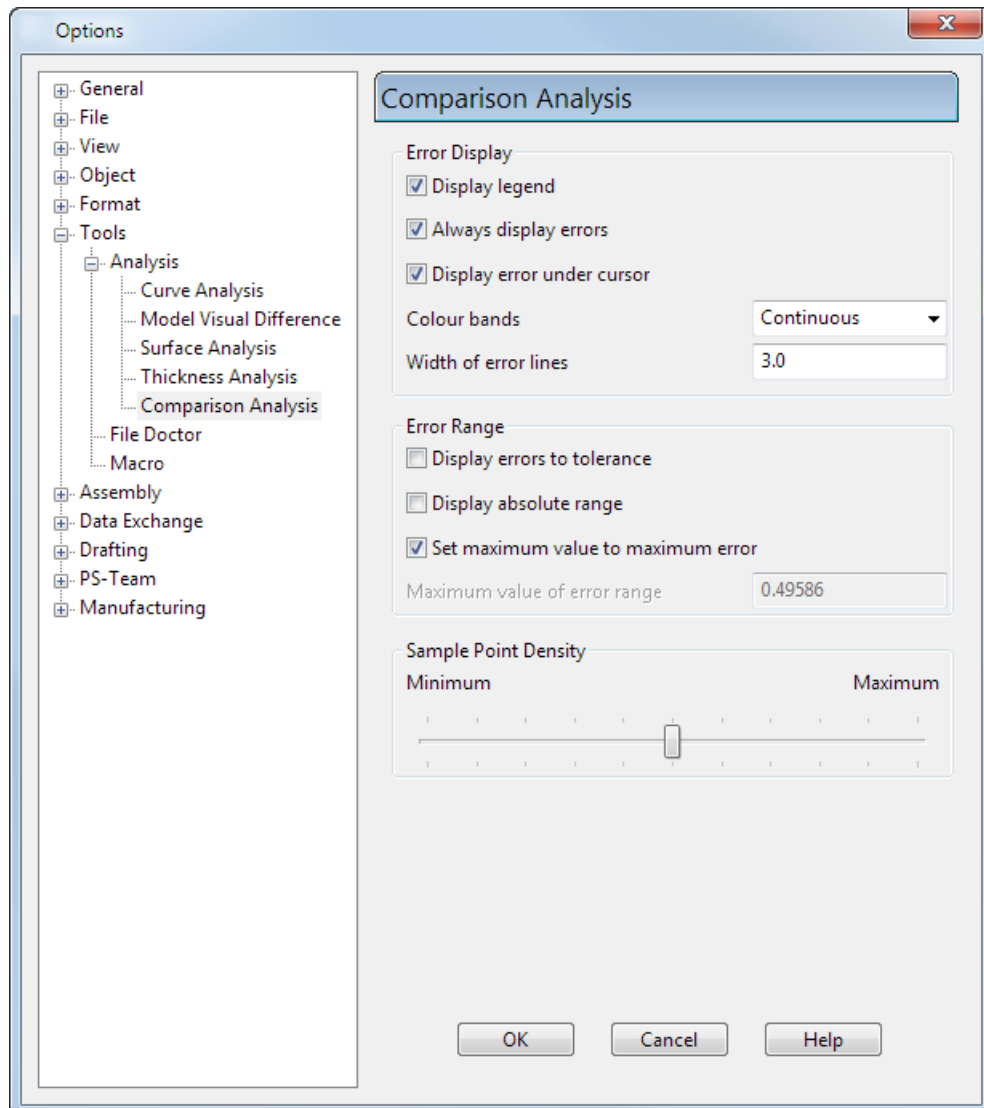 Options
General
File
View
Object
Format
Tools
Analysis
Curve Analysis
Model Visual Difference
Surface Analysis
Thickness Analysis
Comparison Analysis
File Doctor
Macro
Assembly
Data Exchange
Drafting
PS-Team
Manufacturing
Comparison Analysis
Error Display
Display legend
Always display errors
Display error under cursor
Colour bands Continuous
Width of error lines 3.0
Error Range
Display errors to tolerance
Display absolute range
Set maximum value to maximum error
Maximum value of error range 0.49586
Sample Point Density
Minimum Maximum
OK Cancel Help